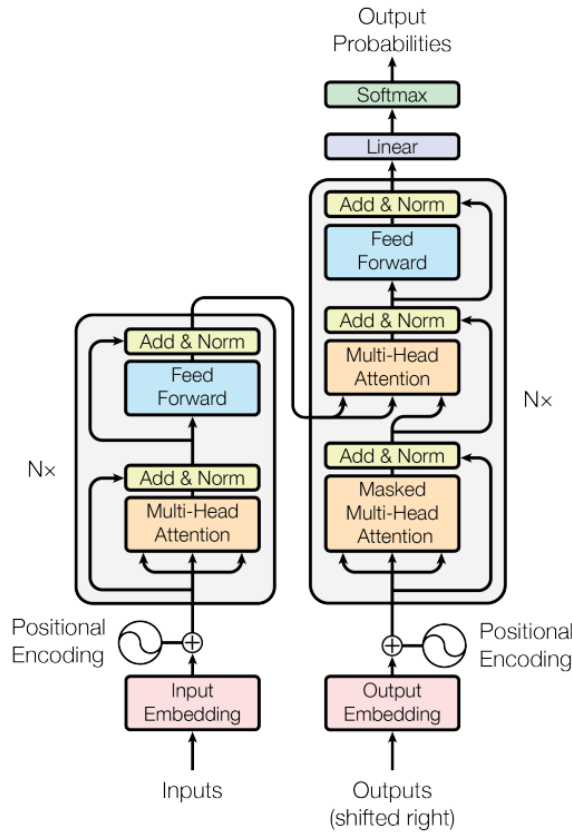 Output
Probabilities
Softmax
Linear
Add & Norm
Feed
Forward
Add & Norm
Multi-Head
Attention
Add & Norm
Masked
Multi-Head
Attention
N×
Add & Norm
Feed
Forward
Add & Norm
Multi-Head
Attention
N×
Positional
Encoding
Positional
Encoding
Input
Embedding
Output
Embedding
Inputs
Outputs
(shifted right)